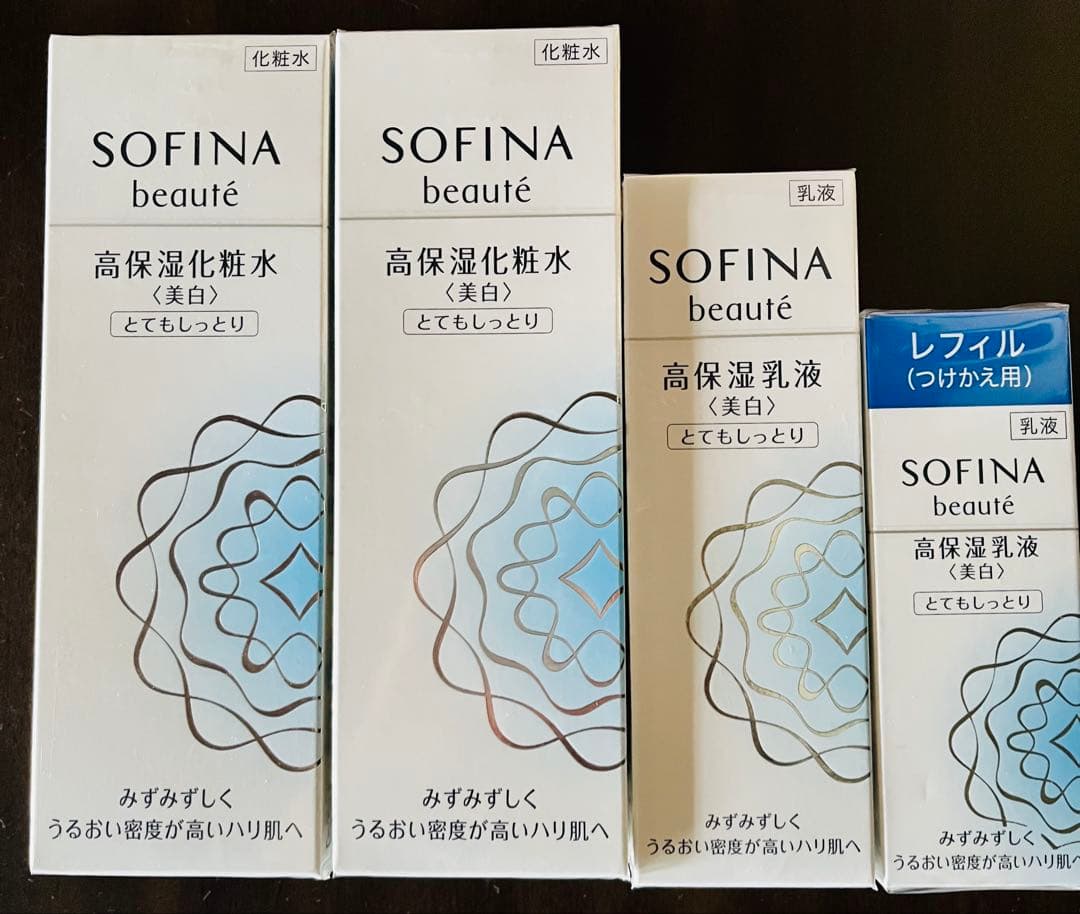 化粧水
SOFINA
beauté
高保湿化粧水
〈美白〉
とてもしっとり
みずみずしく
うるおい密度が高いハリ肌へ
化粧水
SOFINA
beauté
高保湿化粧水
〈美白〉
とてもしっとり
みずみずしく
うるおい密度が高いハリ肌へ
乳液
SOFINA
beauté
高保湿乳液
〈美白〉
とてもしっとり
みずみずしく
うるおい密度が高いハリ肌へ
レフィル
(つけかえ用)
乳液
SOFINA
beauté
高保湿乳液
〈美白〉
とてもしっとり
みずみずしく
うるおい密度が高いハリ肌へ